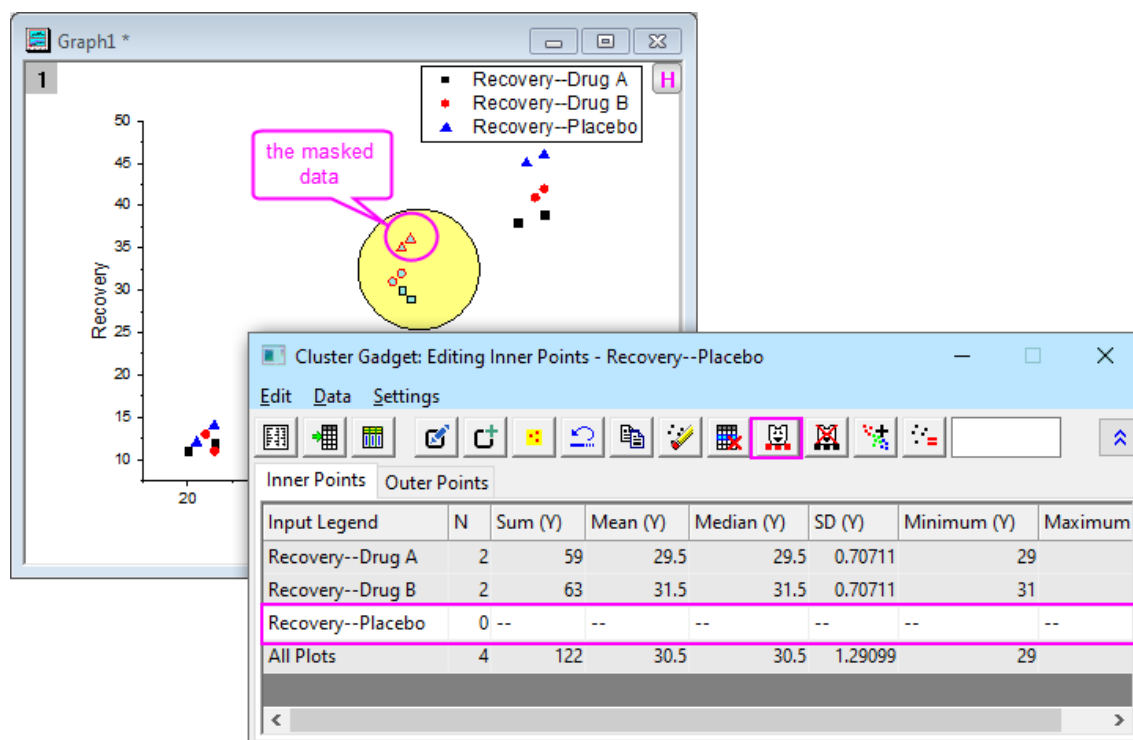 Graph1 *
1
H
Recovery--Drug A
Recovery--Drug B
Recovery--Placebo
the masked
data
50
45
40
35
30
25
20
15
10
Recovery
20
Cluster Gadget: Editing Inner Points - Recovery--Placebo
Edit Data Settings
Inner Points Outer Points
Input Legend N Sum (Y) Mean (Y) Median (Y) SD (Y) Minimum (Y) Maximum
Recovery--Drug A 2 59 29.5 29.5 0.70711 29
Recovery--Drug B 2 63 31.5 31.5 0.70711 31
Recovery--Placebo 0 -- -- -- -- -- --
All Plots 4 122 30.5 30.5 1.29099 29